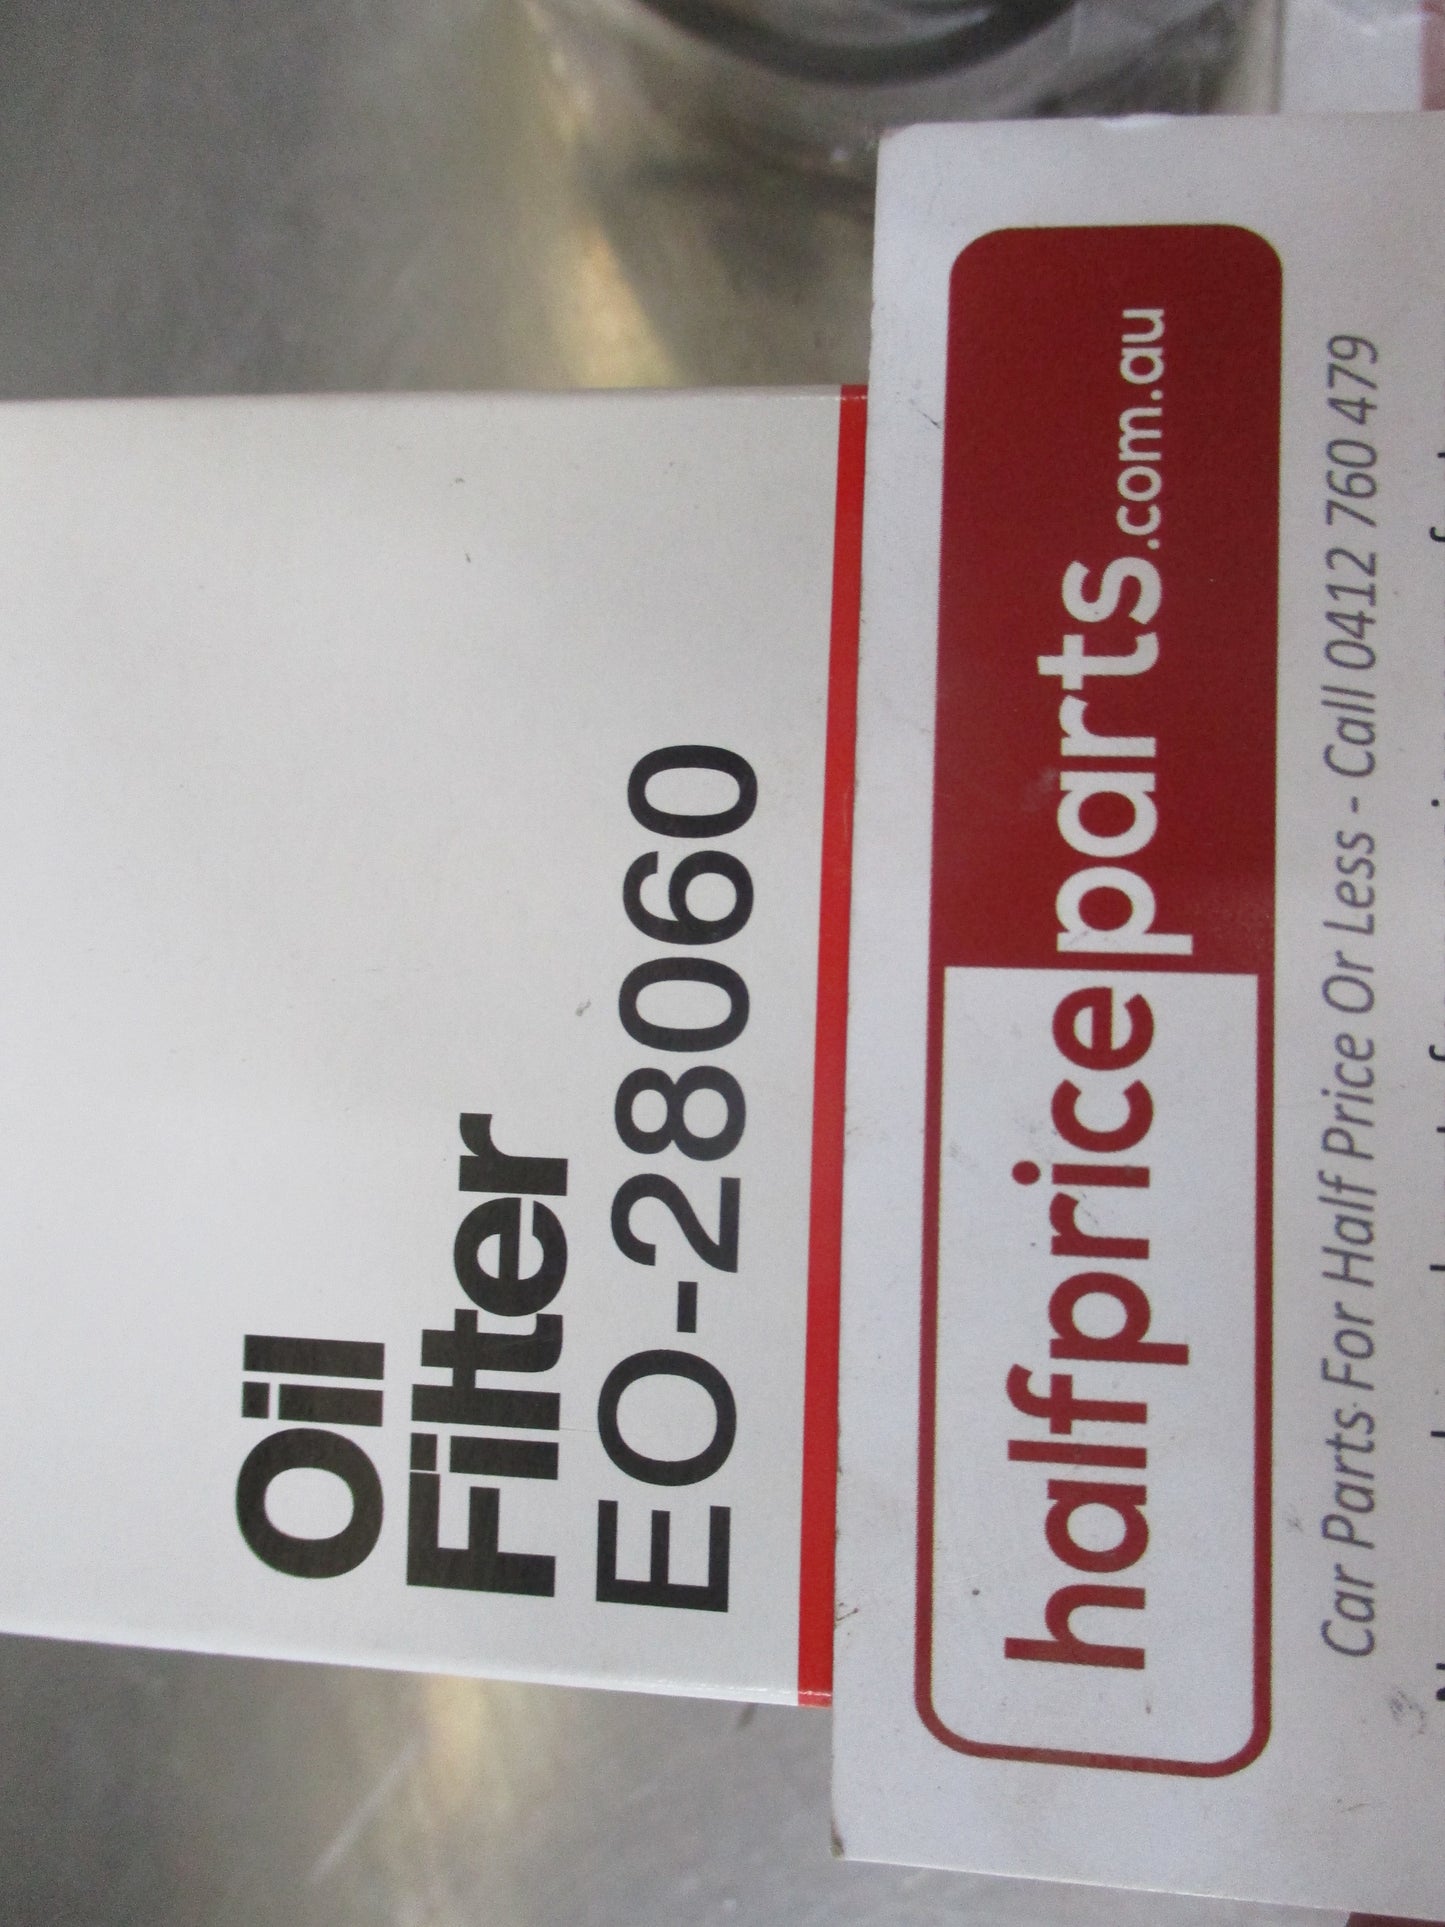 Oil
Filter
EO-28060
halfpriceparts.com.au
Car Parts For Half Price Or Less - Call 0412 760 479